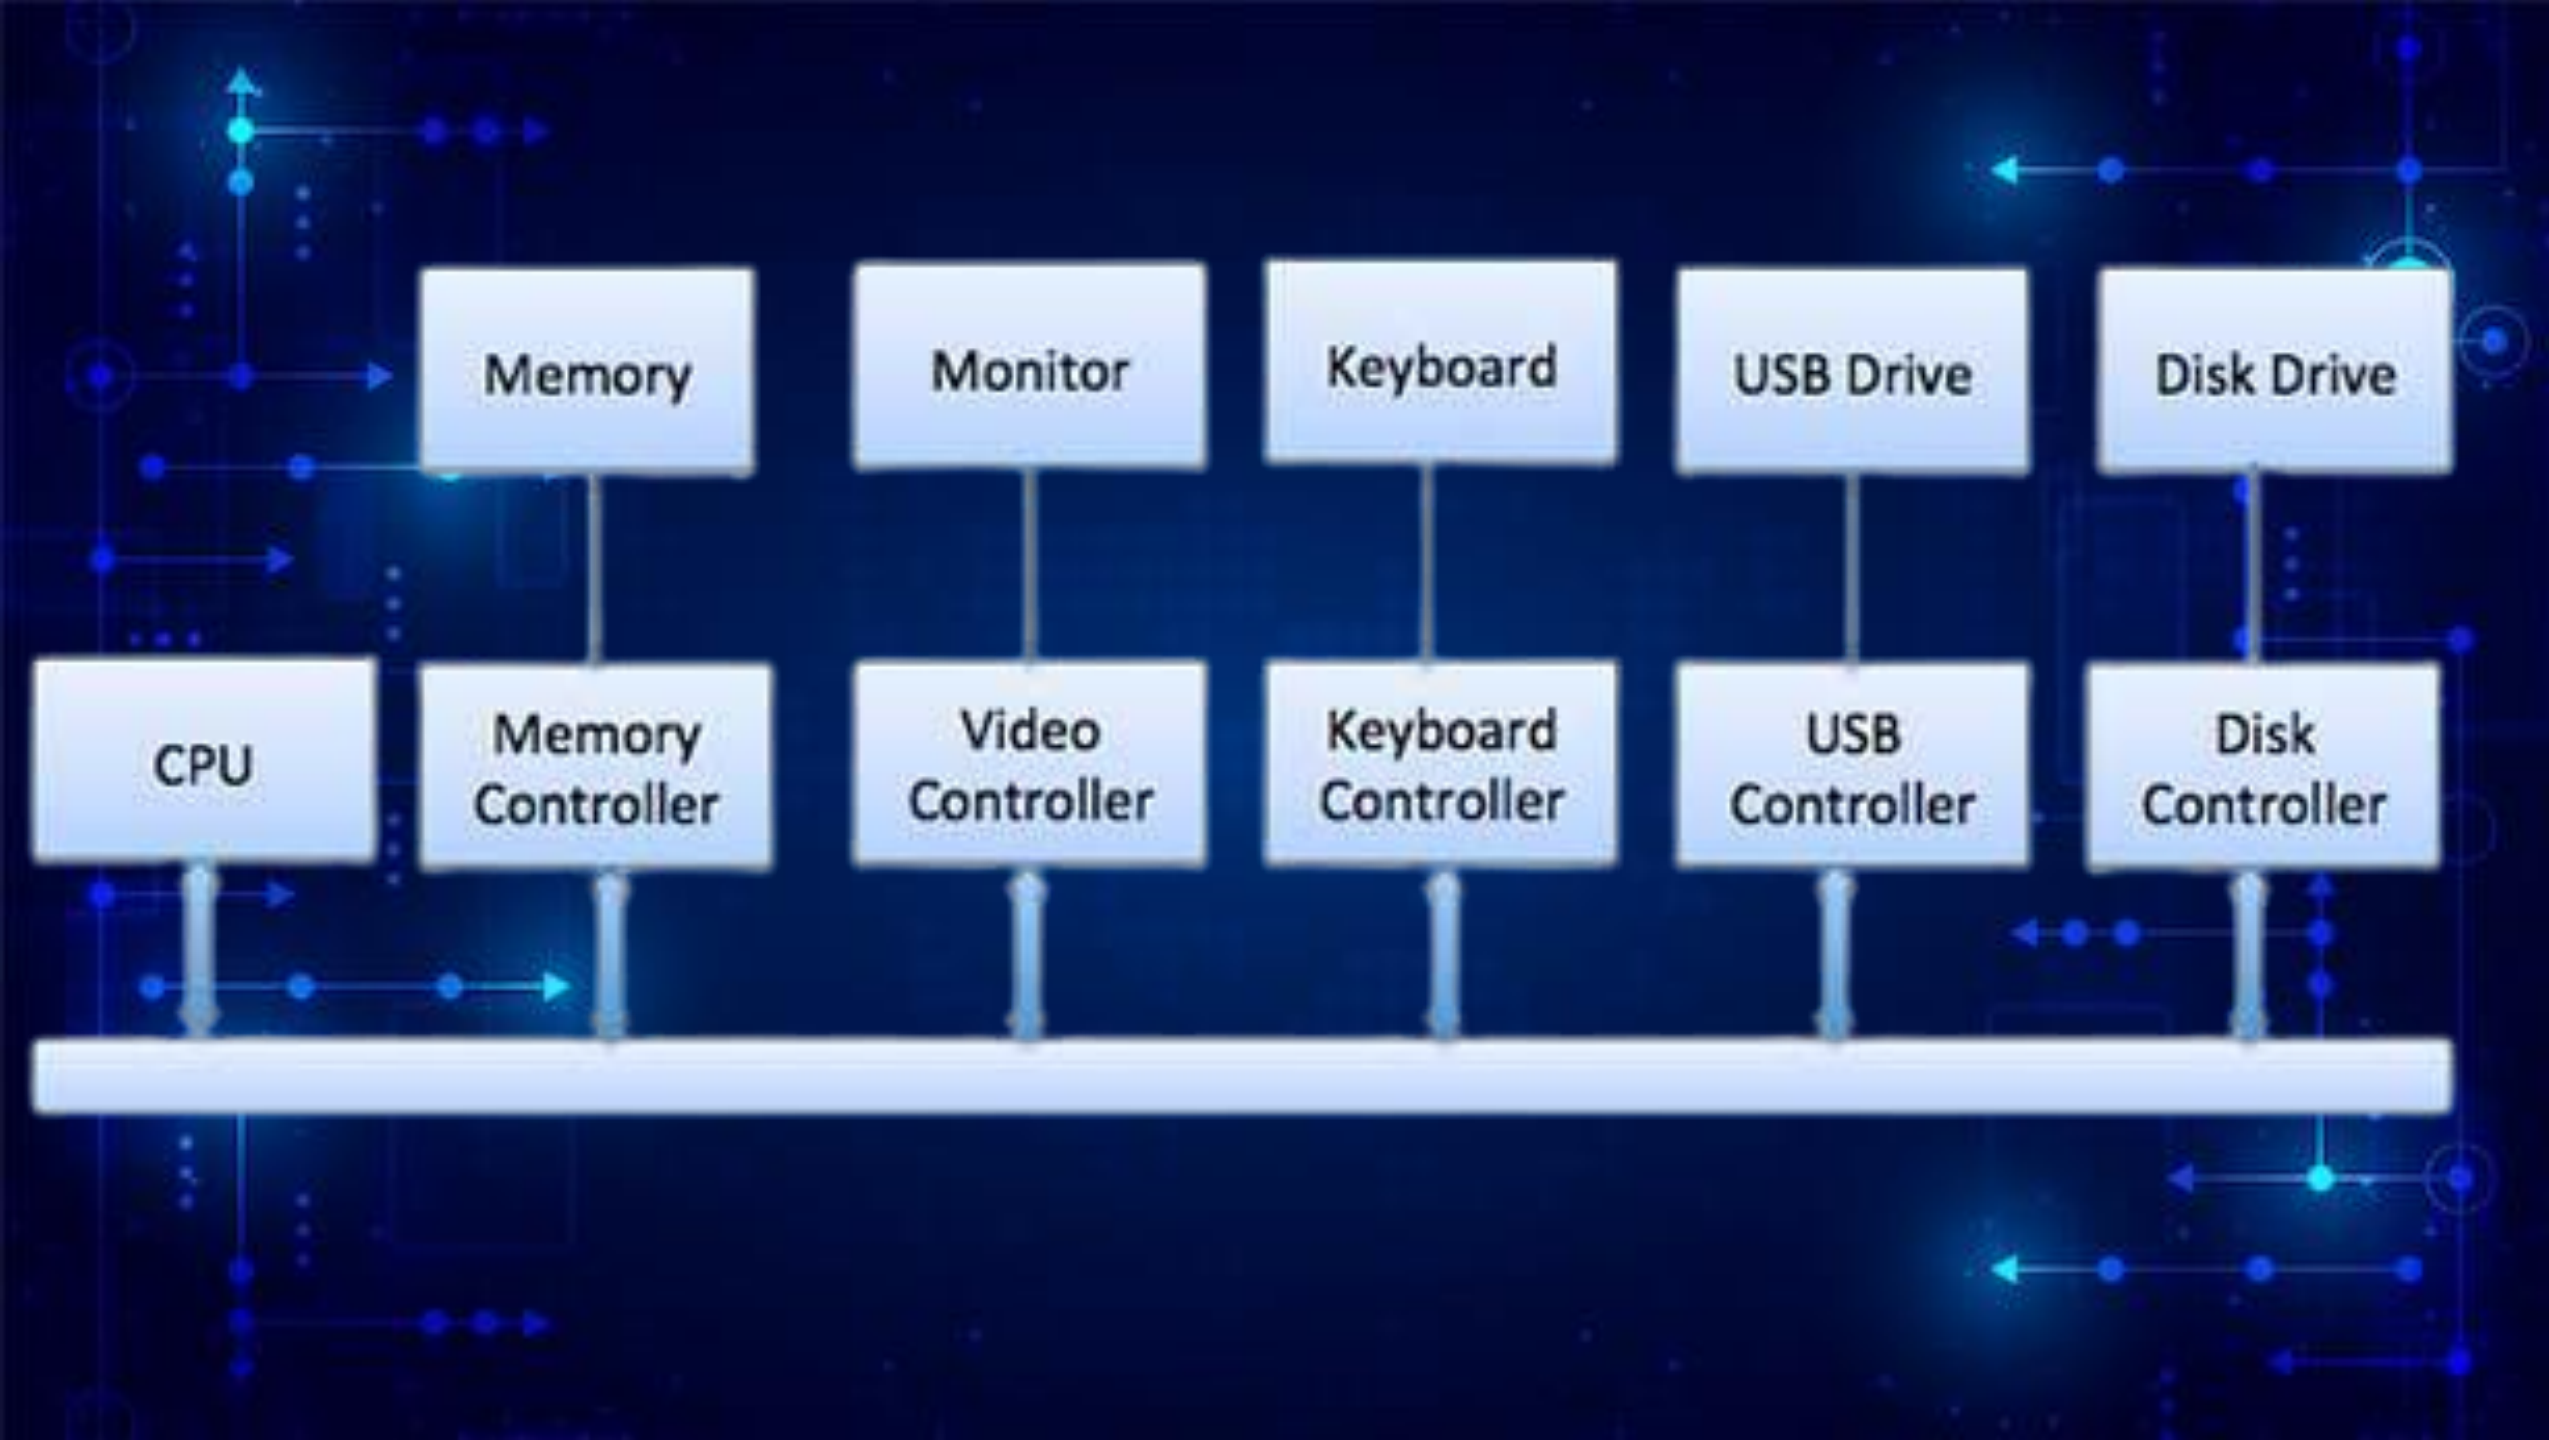 Memory
Monitor
Keyboard
USB Drive
Disk Drive
CPU
Memory
Controller
Video
Controller
Keyboard
Controller
USB
Controller
Disk
Controller